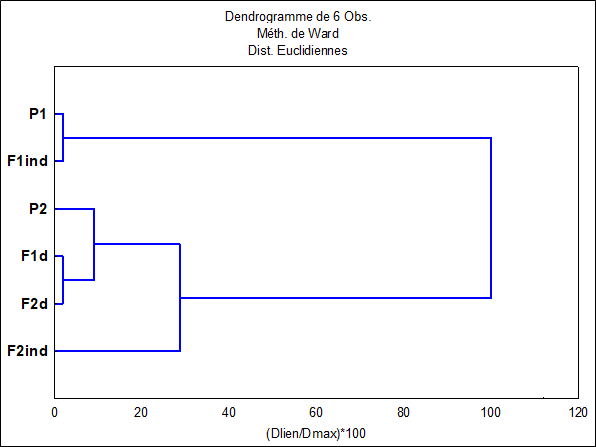 Dendrogramme de 6 Obs.
Méth. de Ward
Dist. Euclidiennes
P1
F1ind
P2
F1d
F2d
F2ind
0 20 40 60 80 100 120
(Dlien/Dmax)*100